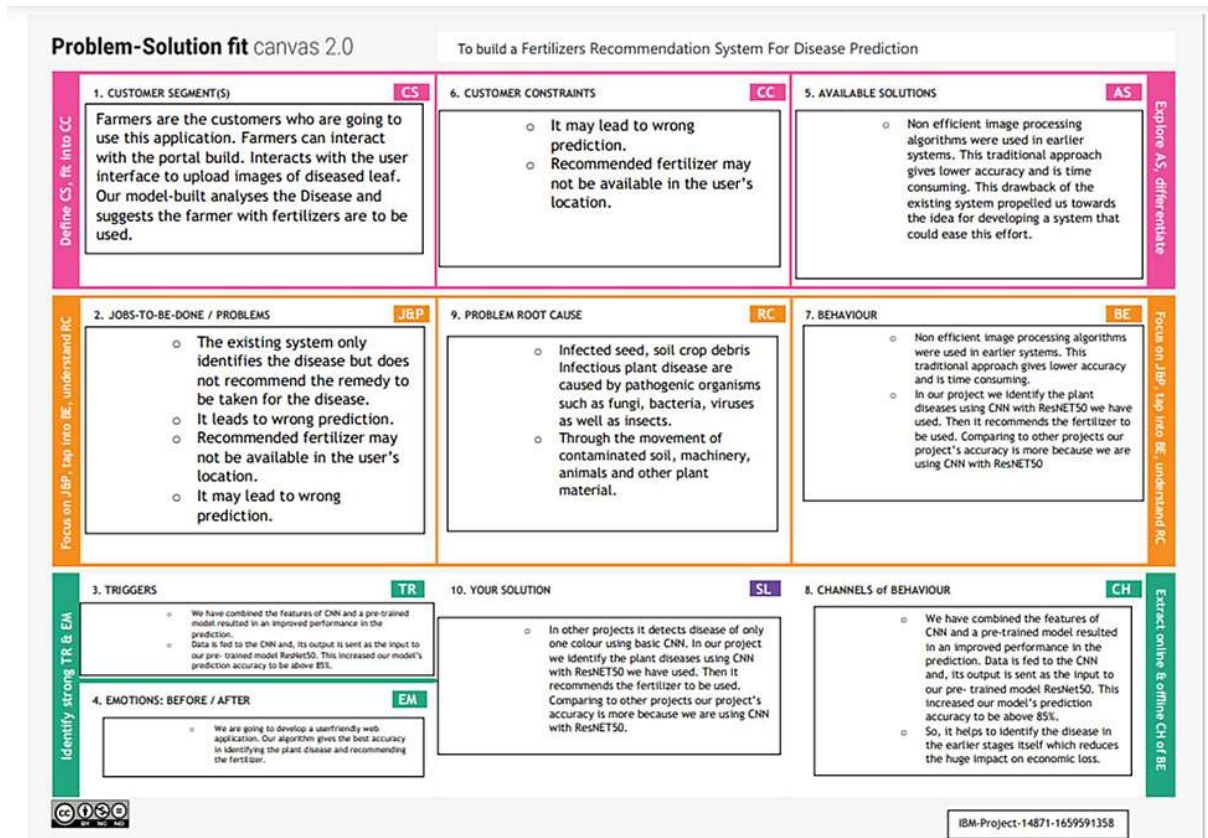 Problem-Solution fit canvas 2.0
To build a Fertilizers Recommendation System For Disease Prediction
Define CS, fit into CC
1. CUSTOMER SEGMENT(S)
CS
Farmers are the customers who are going to
use this application. Farmers can interact
with the portal build. Interacts with the user
interface to upload images of diseased leaf.
Our model-built analyses the Disease and
suggests the farmer with fertilizers are to be
used.
6. CUSTOMER CONSTRAINTS
CC
o It may lead to wrong
prediction.
o Recommended fertilizer may
not be available in the user's
location.
5. AVAILABLE SOLUTIONS
AS
o Non efficient image processing
algorithms were used in earlier
systems. This traditional approach
gives lower accuracy and is time
consuming. This drawback of the
existing system propelled us towards
the idea for developing a system that
could ease this effort.
Explore AS, differentiate
Focus on J&P, tap into BE, understand RC
2. JOBS-TO-BE-DONE / PROBLEMS
J&P
o The existing system only
identifies the disease but does
not recommend the remedy to
be taken for the disease.
o It leads to wrong prediction.
o Recommended fertilizer may
not be available in the user's
location.
o It may lead to wrong
prediction.
9. PROBLEM ROOT CAUSE
RC
o Infected seed, soil crop debris
Infectious plant disease are
caused by pathogenic organisms
such as fungi, bacteria, viruses
as well as insects.
o Through the movement of
contaminated soil, machinery,
animals and other plant
material.
7. BEHAVIOUR
BE
o Non efficient image processing algorithms
were used in earlier systems. This
traditional approach gives lower accuracy
and is time consuming.
o In our project we identify the plant
diseases using CNN with ResNET50 we have
used. Then it recommends the fertilizer to
be used. Comparing to other projects our
project's accuracy is more because we are
using CNN with ResNET50
Focus on J&P, tap into BE, understand RC
Identify strong TR & EM
3. TRIGGERS
TR
o We have combined the features of CNN and a pre-trained
model resulted in an improved performance in the
prediction.
o Data is fed to the CNN and, its output is sent as the input to
our pre- trained model ResNet50. This increased our model's
prediction accuracy to be above 85%.
4. EMOTIONS: BEFORE / AFTER
EM
o We are going to develop a userfriendly web
application. Our algorithm gives the best accuracy
in identifying the plant disease and recommending
the fertilizer.
10. YOUR SOLUTION
SL
o In other projects it detects disease of only
one colour using basic CNN. In our project
we identify the plant diseases using CNN
with ResNET50 we have used. Then it
recommends the fertilizer to be used.
Comparing to other projects our project's
accuracy is more because we are using CNN
with ResNET50.
8. CHANNELS of BEHAVIOUR
CH
o We have combined the features of
CNN and a pre-trained model resulted
in an improved performance in the
prediction. Data is fed to the CNN
and, its output is sent as the input to
our pre- trained model ResNet50. This
increased our model's prediction
accuracy to be above 85%.
o So, it helps to identify the disease in
the earlier stages itself which reduces
the huge impact on economic loss.
Extract online & offline CH of BE
cc
BY NC ND
IBM-Project-14871-1659591358